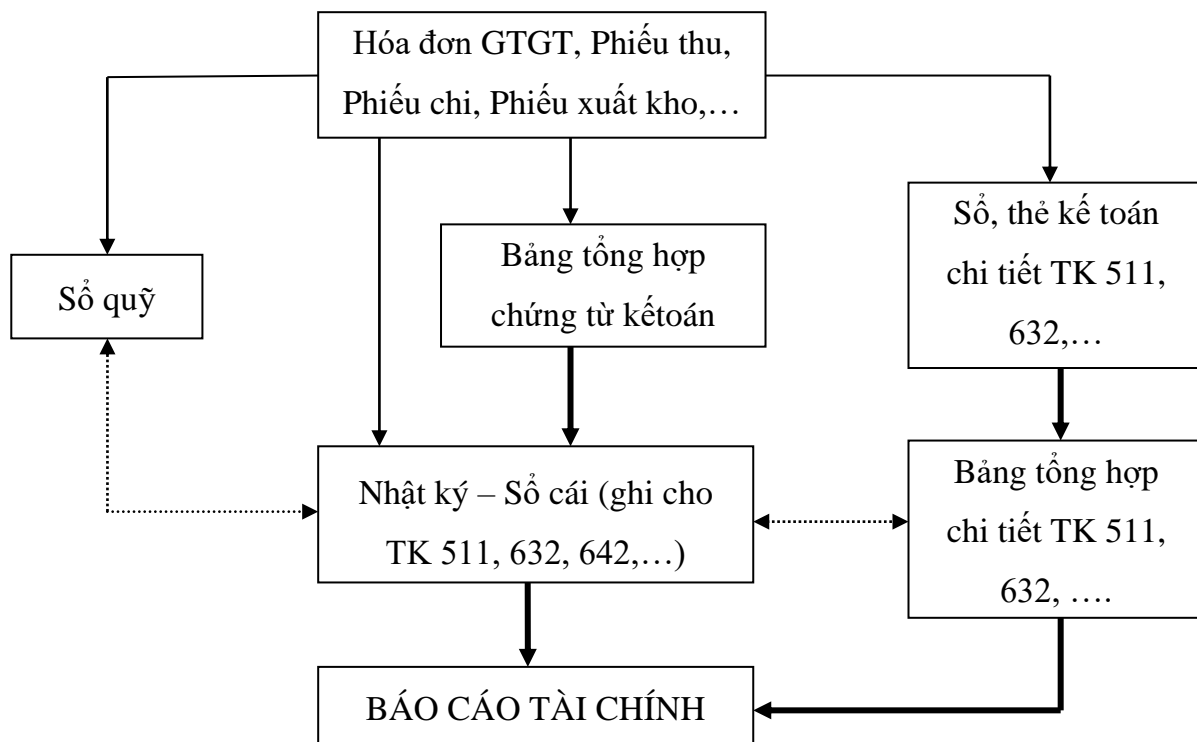 Hóa đơn GTGT, Phiếu thu,
Phiếu chi, Phiếu xuất kho,…
Sổ quỹ
Bảng tổng hợp
chứng từ kếtoán
Sổ, thẻ kế toán
chi tiết TK 511,
632,…
Nhật ký – Sổ cái (ghi cho
TK 511, 632, 642,…)
Bảng tổng hợp
chi tiết TK 511,
632, ….
BÁO CÁO TÀI CHÍNH